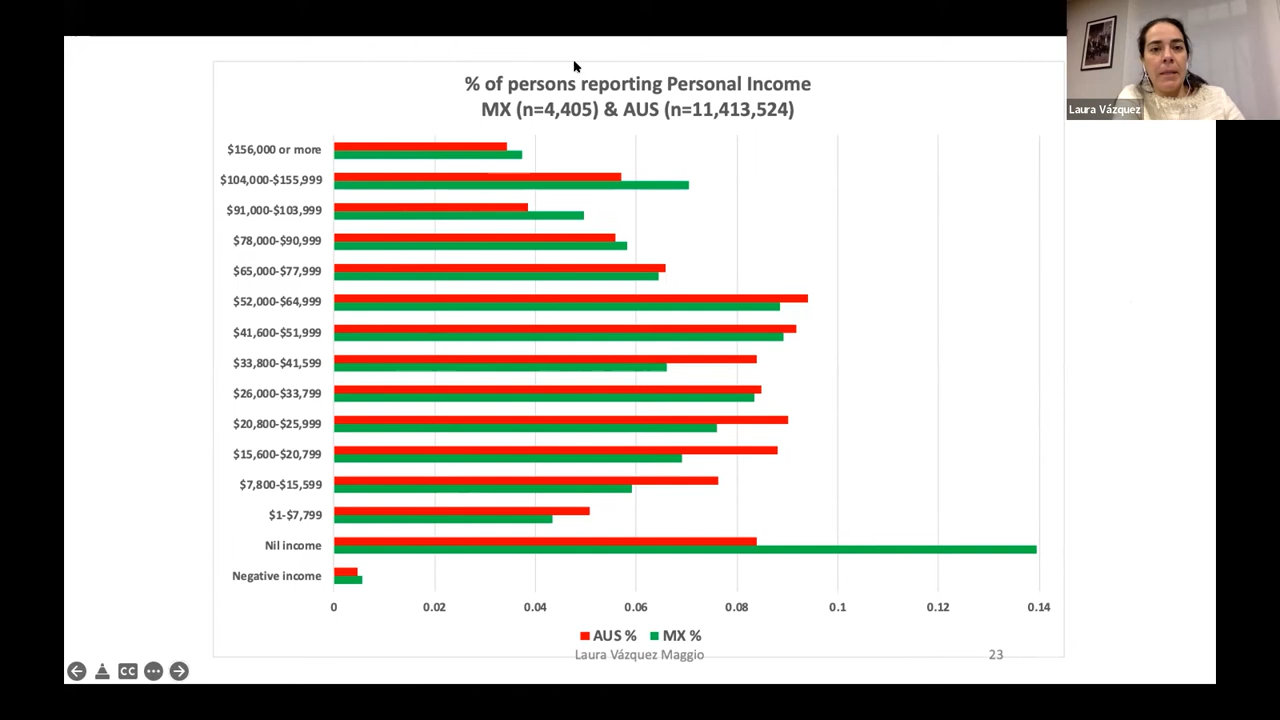 % of persons reporting Personal Income
MX (n=4,405) & AUS (n=11,413,524)
Laura Vázquez
$156,000 or more
$104,000-$155,999
$91,000-$103,999
$78,000-$90,999
$65,000-$77,999
$52,000-$64,999
$41,600-$51,999
$33,800-$41,599
$26,000-$33,799
$20,800-$25,999
$15,600-$20,799
$7,800-$15,599
$1-$7,799
Nil income
Negative income
0 0.02 0.04 0.06 0.08 0.1 0.12 0.14
AUS % MX %
Laura Vázquez Maggio 23
CC